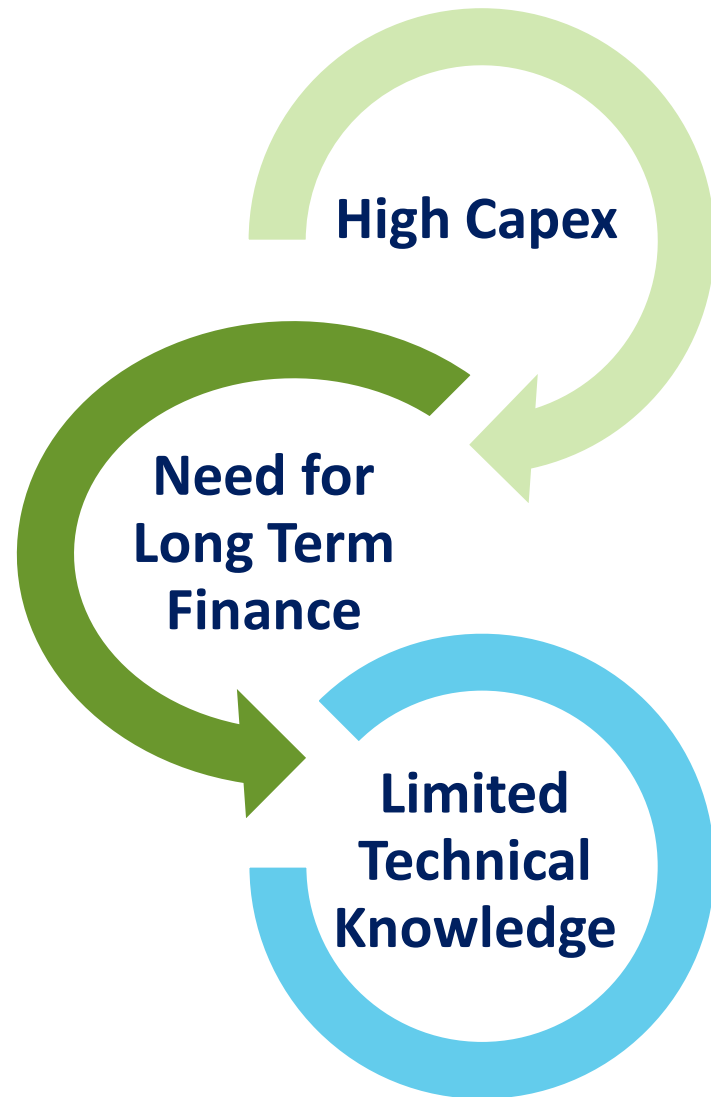 High Capex
Need for
Long Term
Finance
Limited
Technical
Knowledge